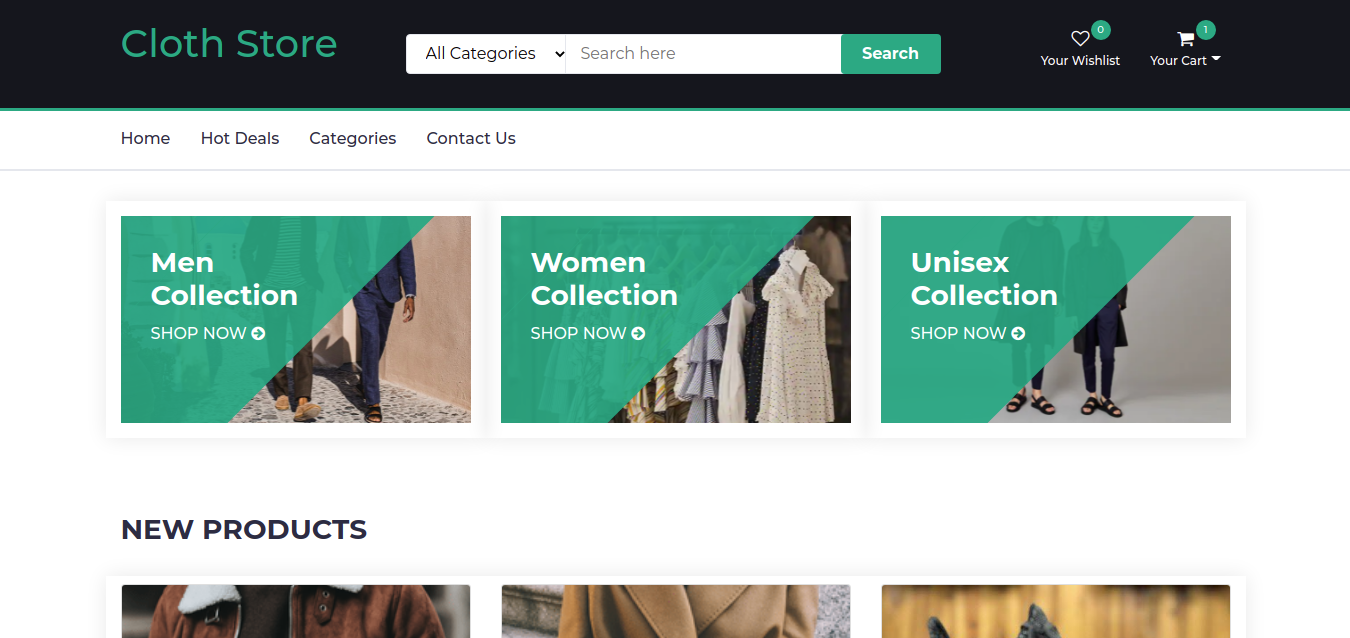 Cloth Store
All Categories
Search here
Search
0
Your Wishlist
1
Your Cart
Home
Hot Deals
Categories
Contact Us
Men
Collection
SHOP NOW
Women
Collection
SHOP NOW
Unisex
Collection
SHOP NOW
NEW PRODUCTS